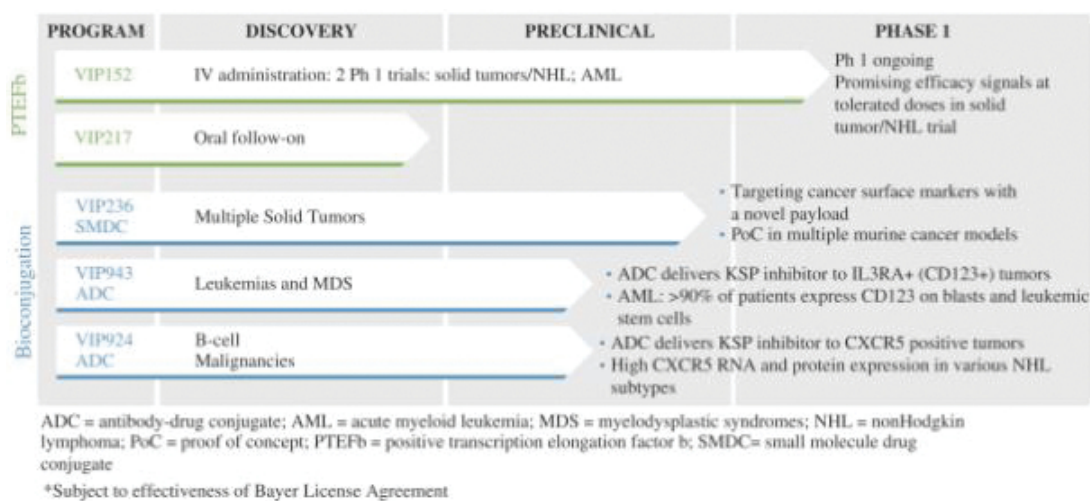 PROGRAM DISCOVERY PRECLINICAL PHASE 1
PTEFb
VIP152
IV administration: 2 Ph 1 trials: solid tumors/NHL; AML
Ph 1 ongoing
Promising efficacy signals at
tolerated doses in solid
tumor/NHL trial
VIP217
Oral follow-on
Bioconjugation
VIP236
SMDC
Multiple Solid Tumors
• Targeting cancer surface markers with
a novel payload
• PoC in multiple murine cancer models
VIP943
ADC
Leukemias and MDS
• ADC delivers KSP inhibitor to IL3RA+ (CD123+) tumors
• AML: >90% of patients express CD123 on blasts and leukemic
stem cells
VIP924
ADC
B-cell
Malignancies
• ADC delivers KSP inhibitor to CXCR5 positive tumors
• High CXCR5 RNA and protein expression in various NHL
subtypes
ADC = antibody-drug conjugate; AML = acute myeloid leukemia; MDS = myelodysplastic syndromes; NHL = nonHodgkin
lymphoma; PoC = proof of concept; PTEFb = positive transcription elongation factor b; SMDC= small molecule drug
conjugate
*Subject to effectiveness of Bayer License Agreement